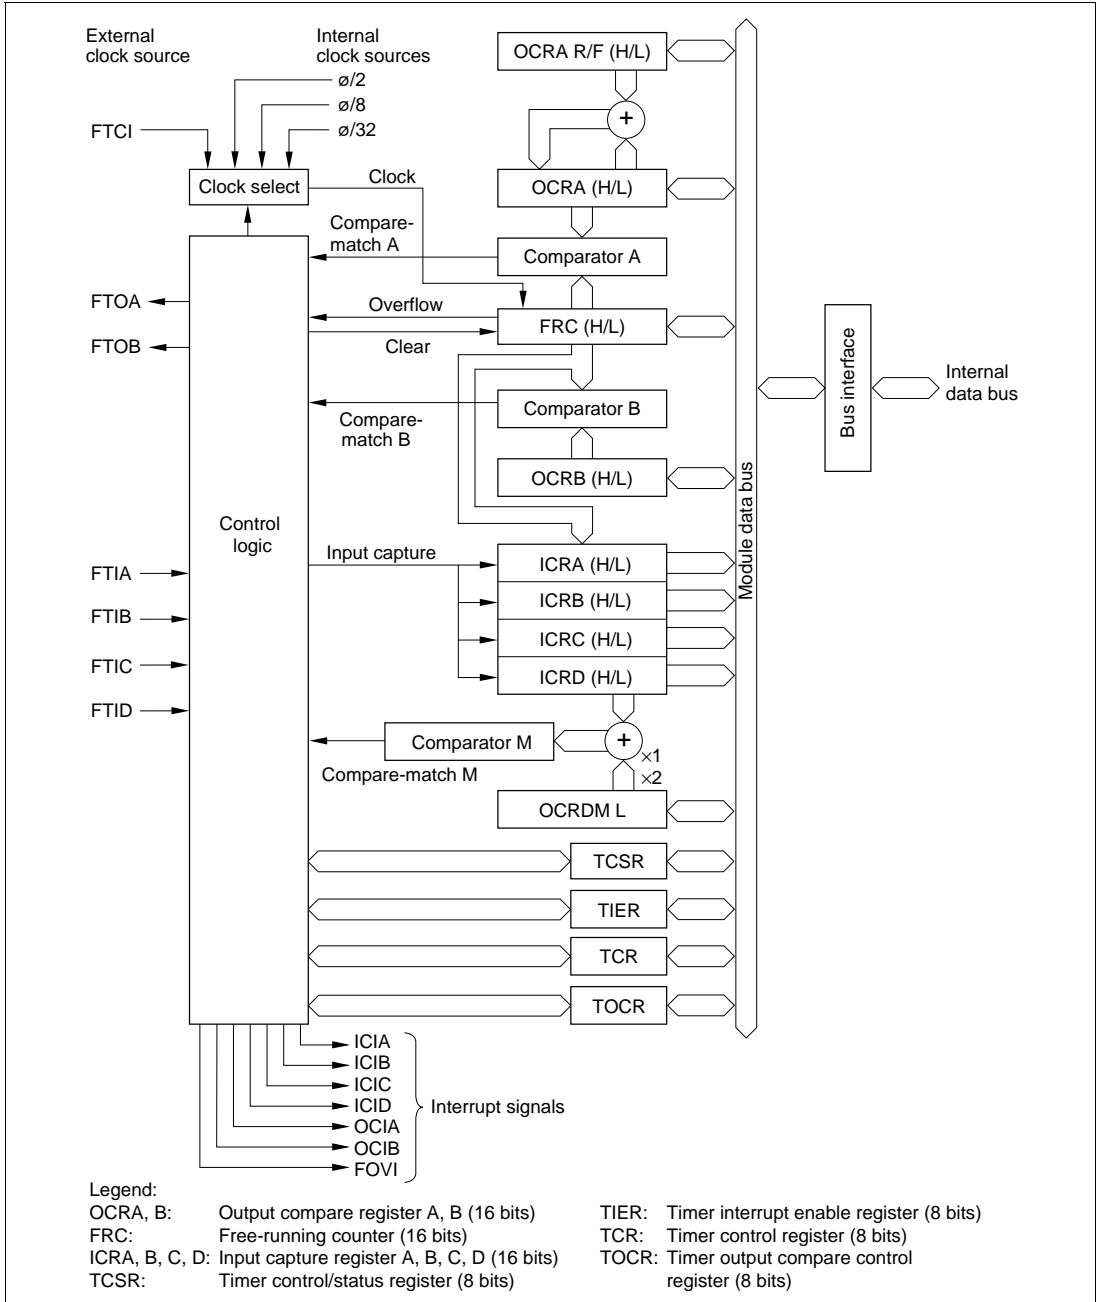 External
clock source
Internal
clock sources
ø/2
ø/8
ø/32
FTCI
Clock select
Clock
OCRA R/F (H/L)
+
OCRA (H/L)
Compare-
match A
Comparator A
FTOA
FTOB
Overflow
Clear
FRC (H/L)
Compare-
match B
Comparator B
OCRB (H/L)
Control
logic
Module data bus
Bus interface
Internal
data bus
Input capture
FTIA
FTIB
FTIC
FTID
ICRA (H/L)
ICRB (H/L)
ICRC (H/L)
ICRD (H/L)
+
×1
×2
Comparator M
Compare-match M
OCRDM L
TCSR
TIER
TCR
TOCR
ICIA
ICIB
ICIC
ICID
OCIA
OCIB
FOVI
Interrupt signals
Legend:
OCRA, B: Output compare register A, B (16 bits)
FRC: Free-running counter (16 bits)
ICRA, B, C, D: Input capture register A, B, C, D (16 bits)
TCSR: Timer control/status register (8 bits)
TIER: Timer interrupt enable register (8 bits)
TCR: Timer control register (8 bits)
TOCR: Timer output compare control
register (8 bits)